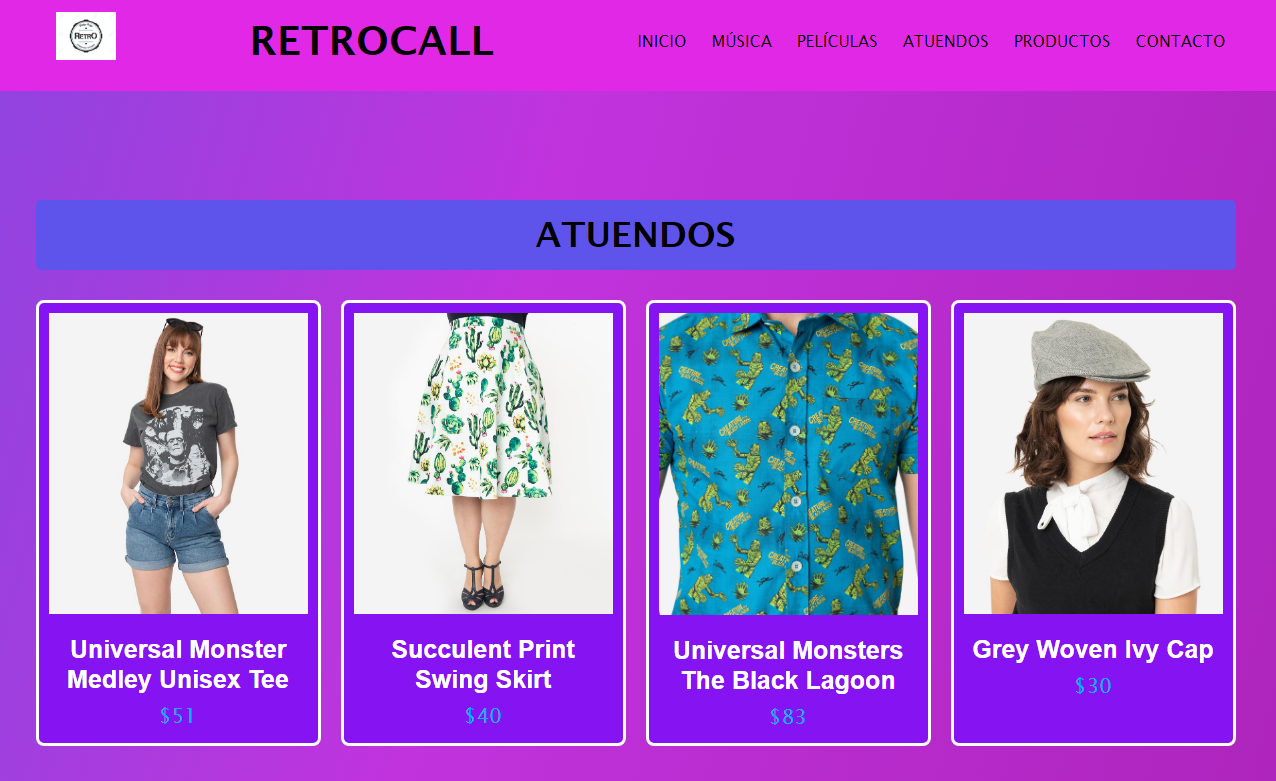 RETRO
RETROCALL
INICIO MÚSICA PELÍCULAS ATUENDOS PRODUCTOS CONTACTO
ATUENDOS
Universal Monster
Medley Unisex Tee
$51
Succulent Print
Swing Skirt
$40
CREATURE
Universal Monsters
The Black Lagoon
$83
Grey Woven Ivy Cap
$30